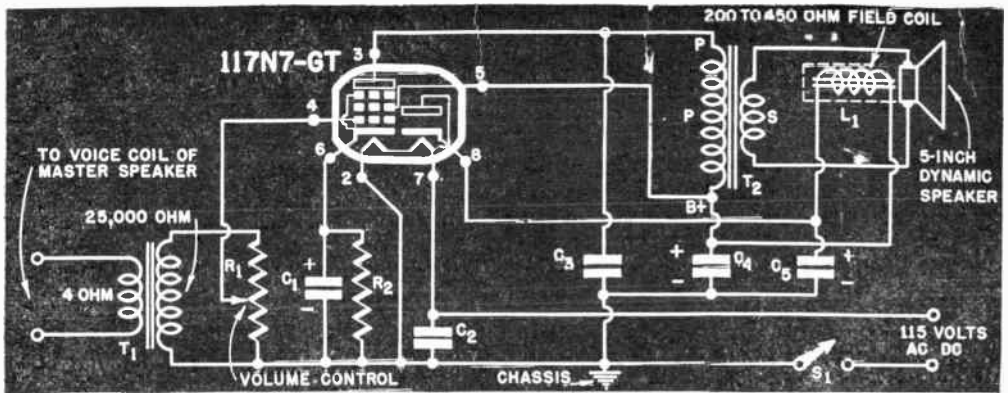 200 TO 450 OHM FIELD COIL
117N7-GT
3
P
5
4
P
S
L1
6
2
7
8
T2
B+
5-INCH
DYNAMIC
SPEAKER
TO VOICE COIL OF
MASTER SPEAKER
25,000 OHM
4 OHM
T1
R1
C1
+
-
R2
C2
C3
+
-
C4
C5
+
-
115 VOLTS
AC DC
VOLUME CONTROL
CHASSIS
S1